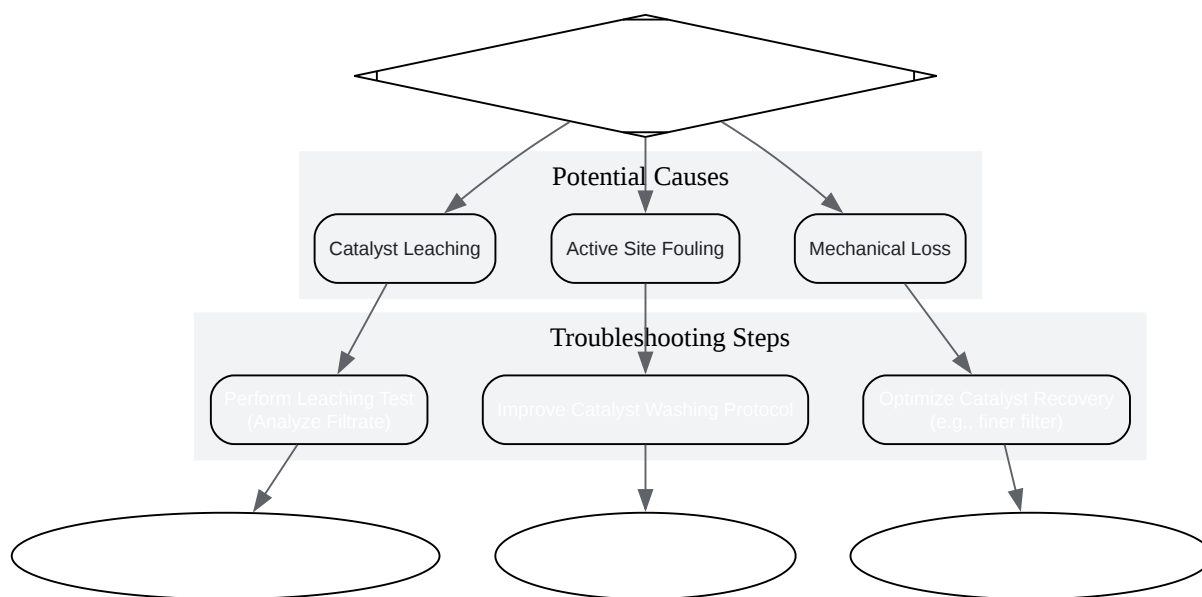 Potential Causes
Catalyst Leaching
Active Site Fouling
Mechanical Loss
Troubleshooting Steps
Perform Leaching Test
(Analyze Filtrate)
Improve Catalyst Washing Protocol
Optimize Catalyst Recovery
(e.g., finer filter)